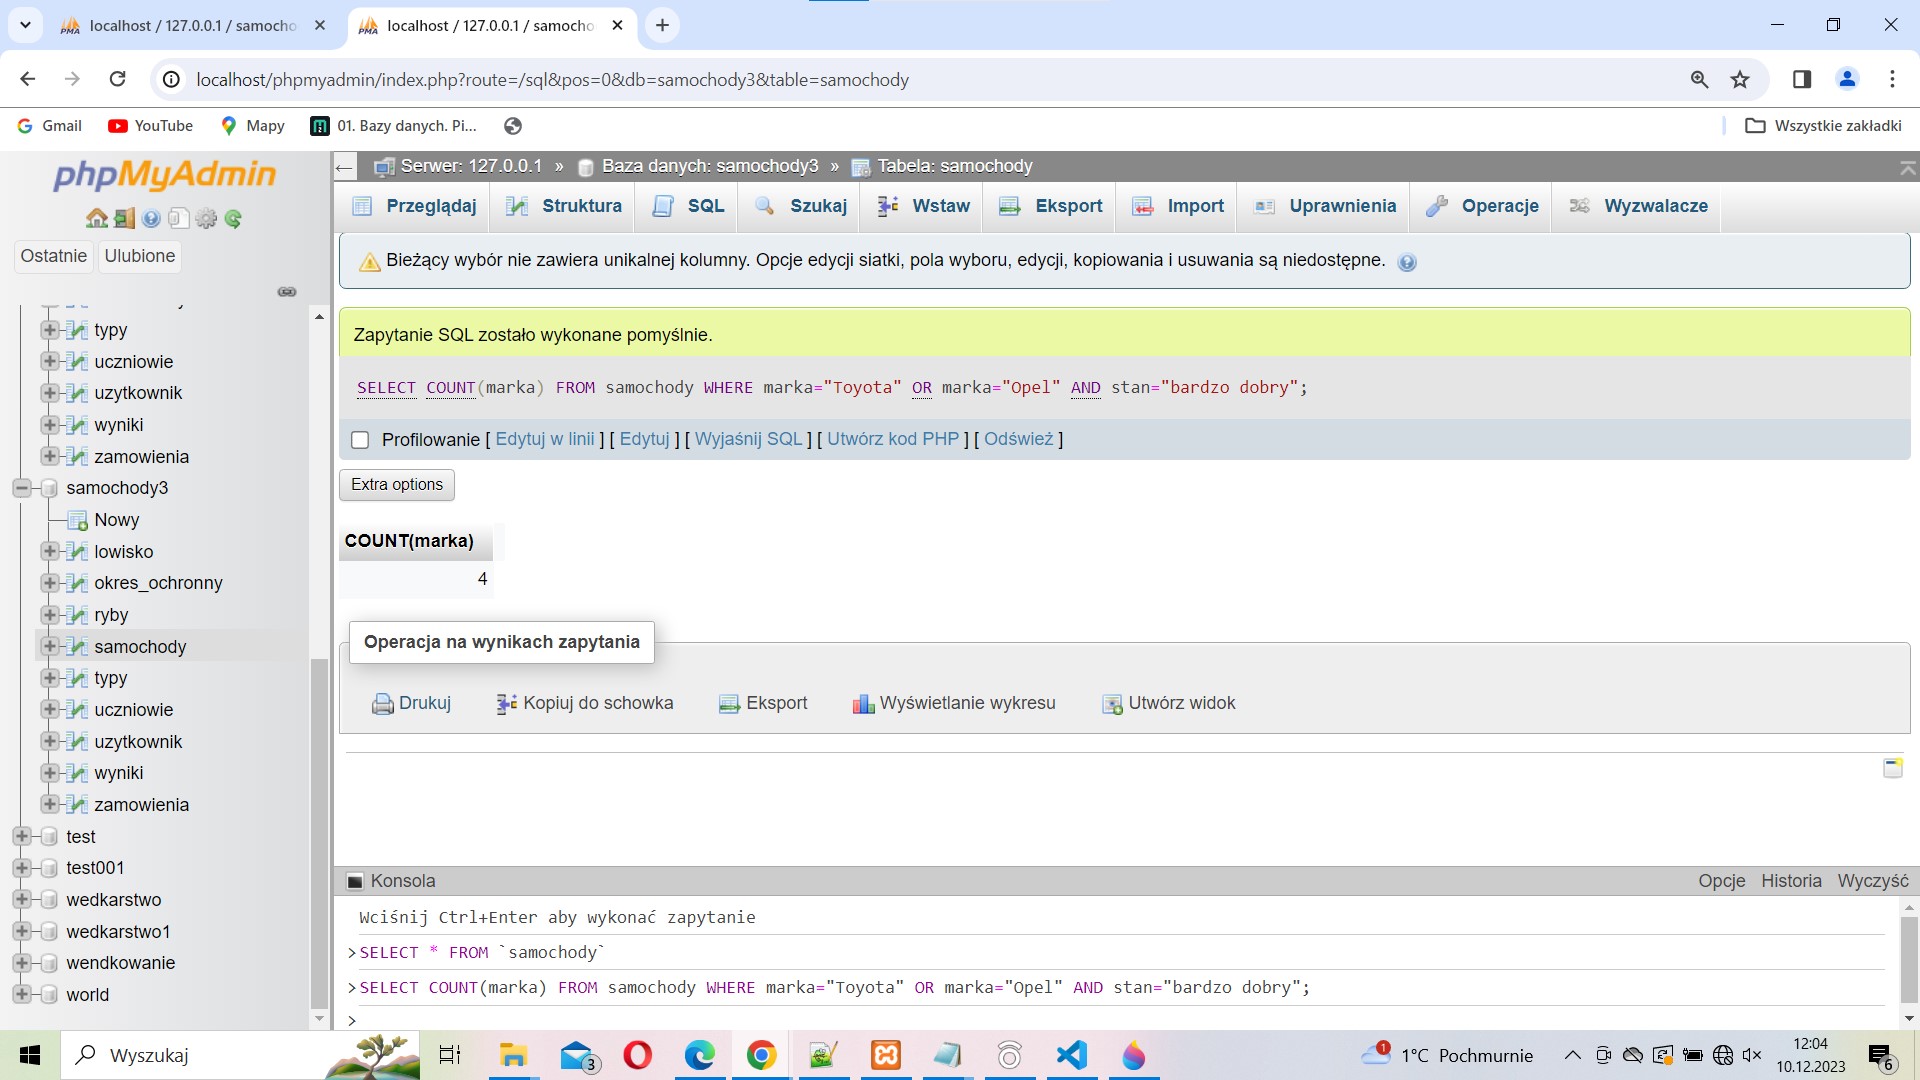 localhost / 127.0.0.1 / samocho
localhost / 127.0.0.1 / samocho
localhost/phpmyadmin/index.php?route=/sql&pos=0&db=samochody3&table=samochody
Gmail
YouTube
Mapy
01. Bazy danych. Pi...
Wszystkie zakładki
phpMyAdmin
Ostatnie
Ulubione
typy
uczniowie
uzytkownik
wyniki
zamowienia
samochody3
Nowy
lowisko
okres_ochronny
ryby
samochody
typy
uczniowie
uzytkownik
wyniki
zamowienia
test
test001
wedkarstwo
wedkarstwo1
wendkowanie
world
Serwer: 127.0.0.1 » Baza danych: samochody3 » Tabela: samochody
Przeglądaj
Struktura
SQL
Szukaj
Wstaw
Eksport
Import
Uprawnienia
Operacje
Wyzwalacze
Bieżący wybór nie zawiera unikalnej kolumny. Opcje edycji siatki, pola wyboru, edycji, kopiowania i usuwania są niedostępne.
Zapytanie SQL zostało wykonane pomyślnie.
SELECT COUNT(marka) FROM samochody WHERE marka="Toyota" OR marka="Opel" AND stan="bardzo dobry";
Profilowanie [ Edytuj w linii ] [ Edytuj ] [ Wyjaśnij SQL ] [ Utwórz kod PHP ] [ Odśwież ]
Extra options
COUNT(marka)
4
Operacja na wynikach zapytania
Drukuj
Kopiuj do schowka
Eksport
Wyświetlanie wykresu
Utwórz widok
Konsola
Opcje
Historia
Wyczyść
Wciśnij Ctrl+Enter aby wykonać zapytanie
>SELECT * FROM `samochody`
>SELECT COUNT(marka) FROM samochody WHERE marka="Toyota" OR marka="Opel" AND stan="bardzo dobry";
>
Wyszukaj
3
1
1°C Pochmurnie
12:04
10.12.2023
6